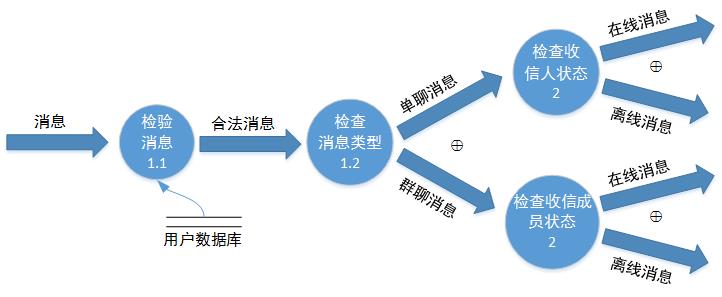 消息
检验
消息
1.1
用户数据库
合法消息
检查
消息类型
1.2
单聊消息
⊕
群聊消息
检查收
信人状态
2
在线消息
⊕
离线消息
检查收信成
员状态
2
在线消息
⊕
离线消息